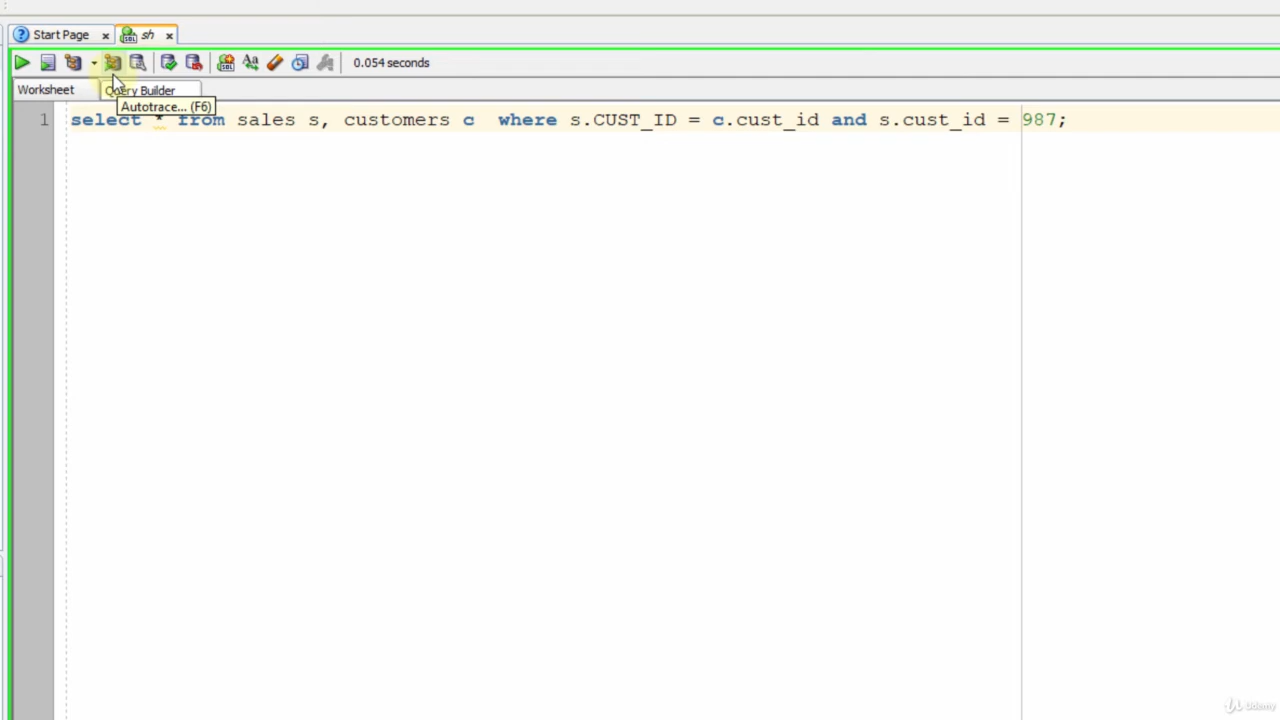 Start Page
sh
0.054 seconds
Worksheet
Query Builder
Autotrace... (F6)
1 select * from sales s, customers c  where s.CUST_ID = c.cust_id and s.cust_id = 987;
Udemy